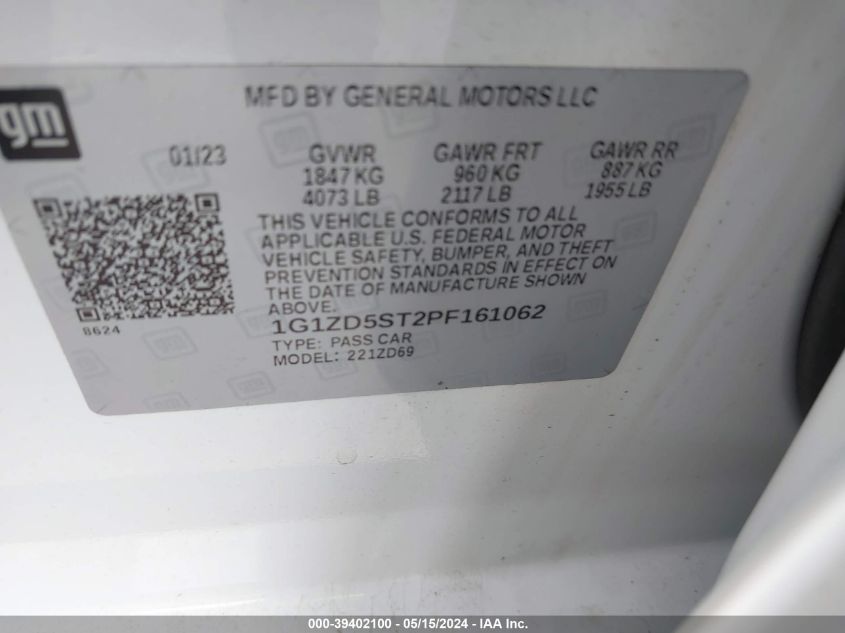 gm
MFD BY GENERAL MOTORS LLC
01/23 GVWR GAWR FRT GAWR RR
1847 KG 960 KG 887 KG
4073 LB 2117 LB 1955 LB
THIS VEHICLE CONFORMS TO ALL
APPLICABLE U.S. FEDERAL MOTOR
VEHICLE SAFETY, BUMPER, AND THEFT
PREVENTION STANDARDS IN EFFECT ON
THE DATE OF MANUFACTURE SHOWN
ABOVE.
8624
1G1ZD5ST2PF161062
TYPE: PASS CAR
MODEL: 221ZD69
000-39402100 - 05/15/2024 - IAA Inc.